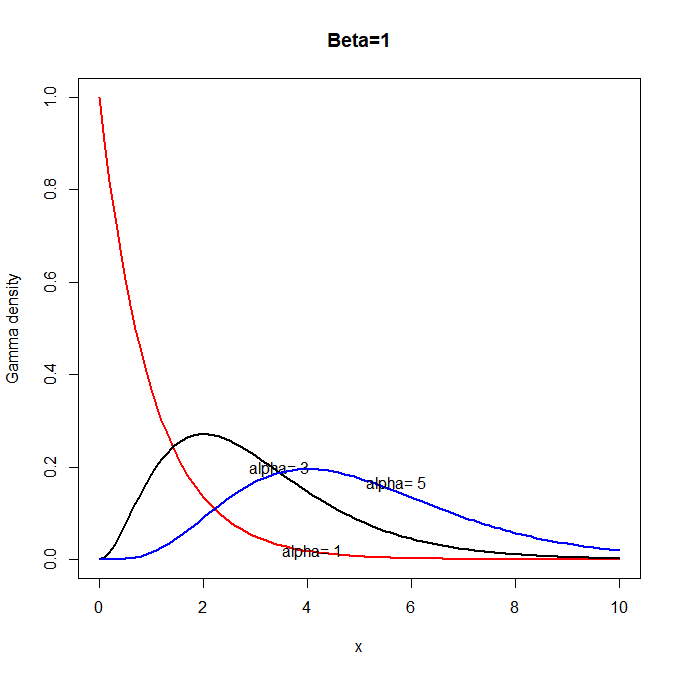 Beta=1
Gamma density
1.0
0.8
0.6
0.4
0.2
0.0
alpha= 3
alpha= 5
alpha= 1
0 2 4 6 8 10
x